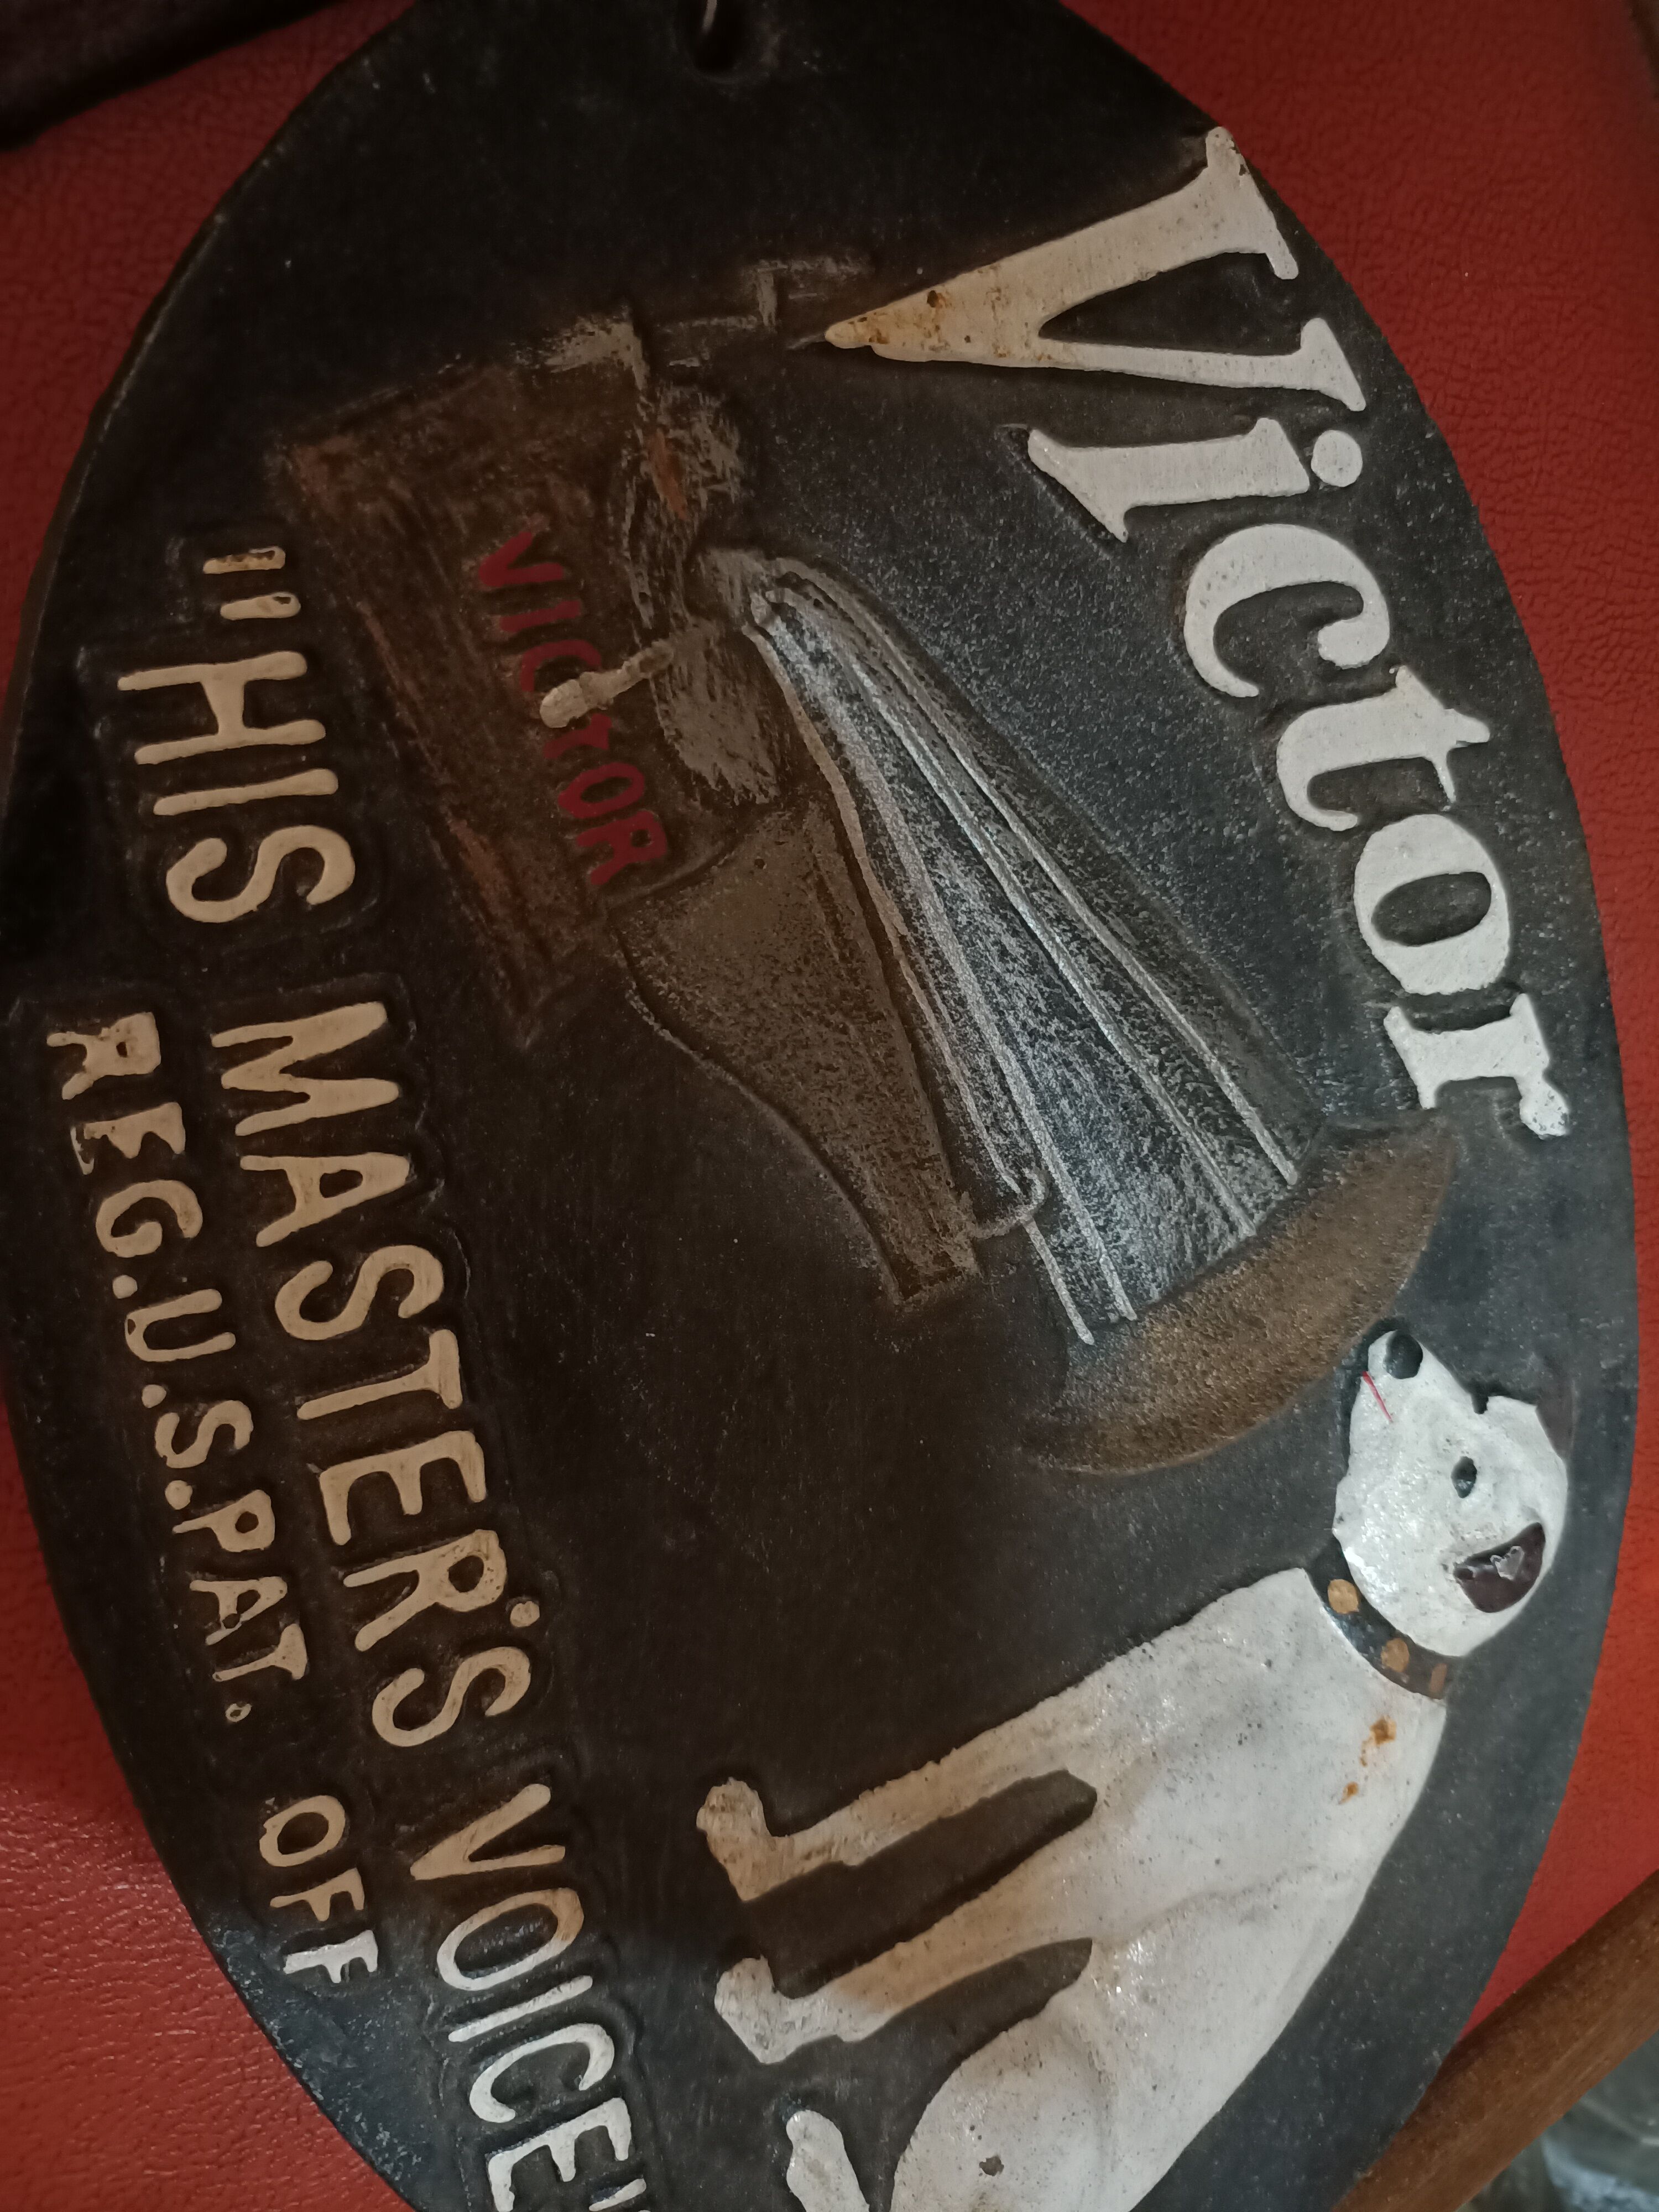 Victor
VICTOR
"HIS MASTER'S VOICE"
REG.U.S.PAT. OFF